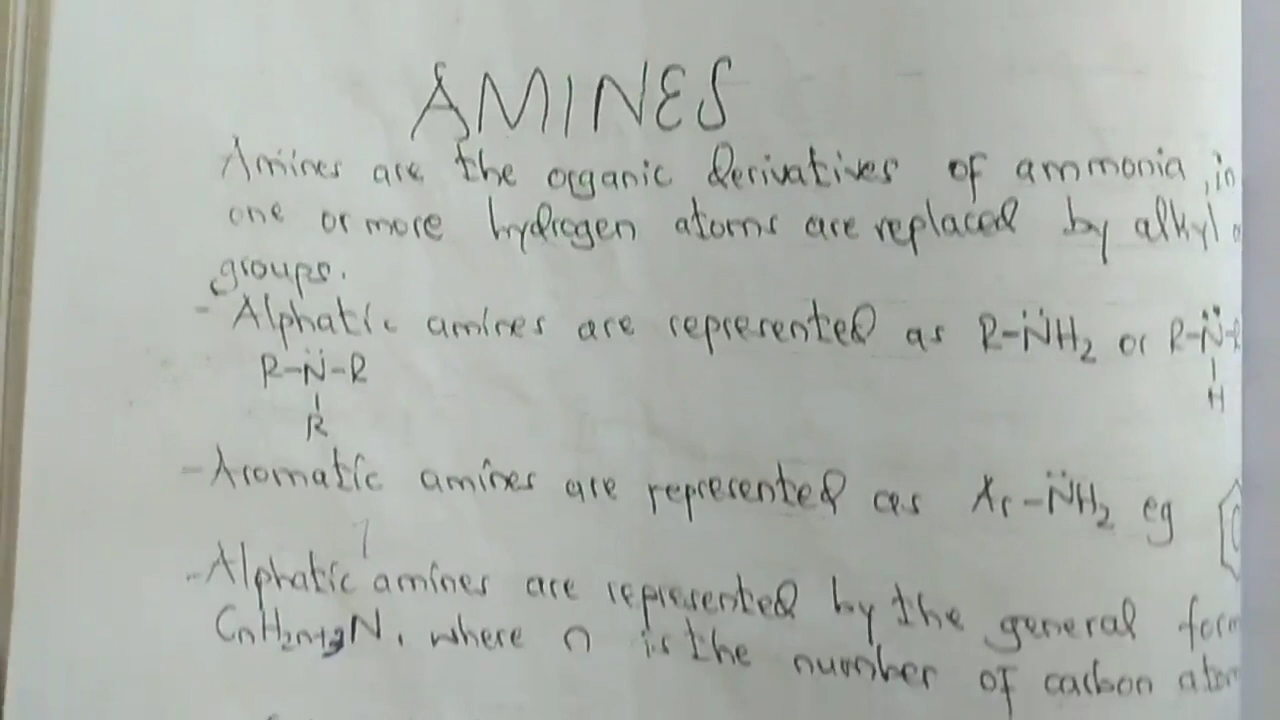 AMINES
Amines are the organic derivatives of ammonia, in
one or more hydrogen atoms are replaced by alkyl
groups.
- Alphatic amines are represented as R-N̈H₂ or R-N̈-R
H
R-N̈-R
R
- Aromatic amines are represented as Ar-N̈H₂ eg
- Alphatic amines are represented by the general form
CnH2n+3N, where n is the number of carbon atom